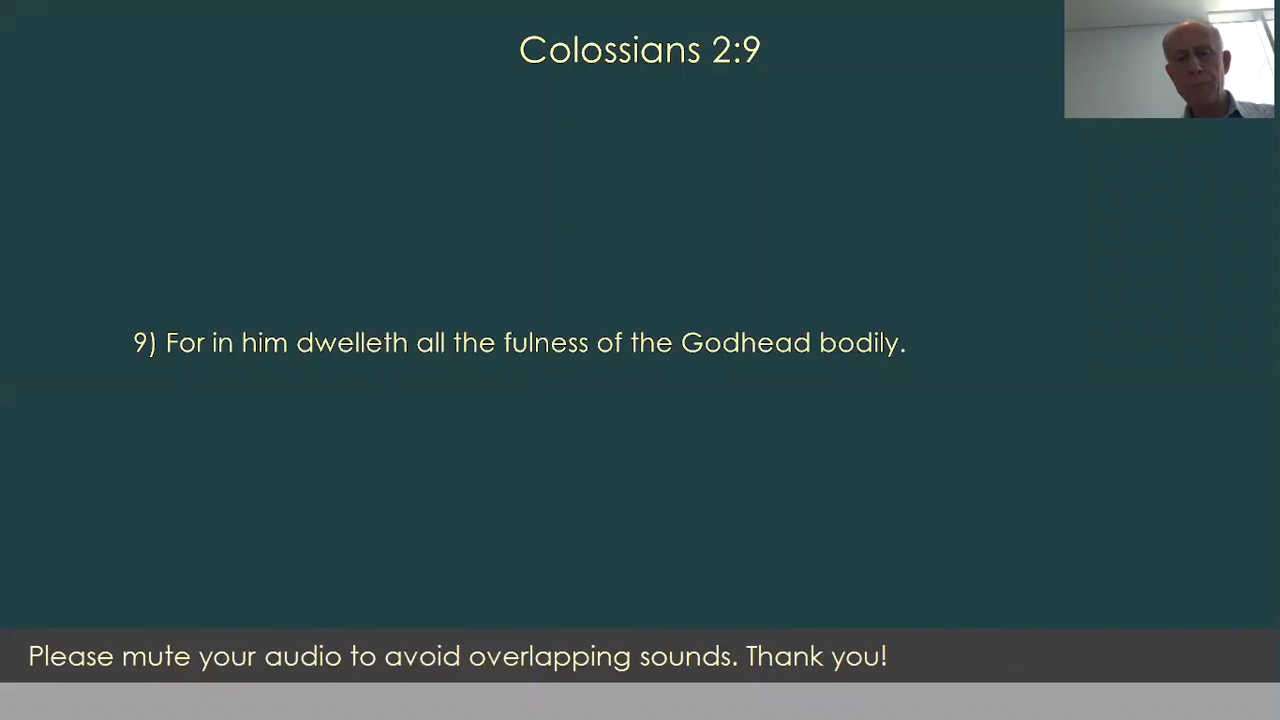 Colossians 2:9
9) For in him dwelleth all the fulness of the Godhead bodily.
Please mute your audio to avoid overlapping sounds. Thank you!